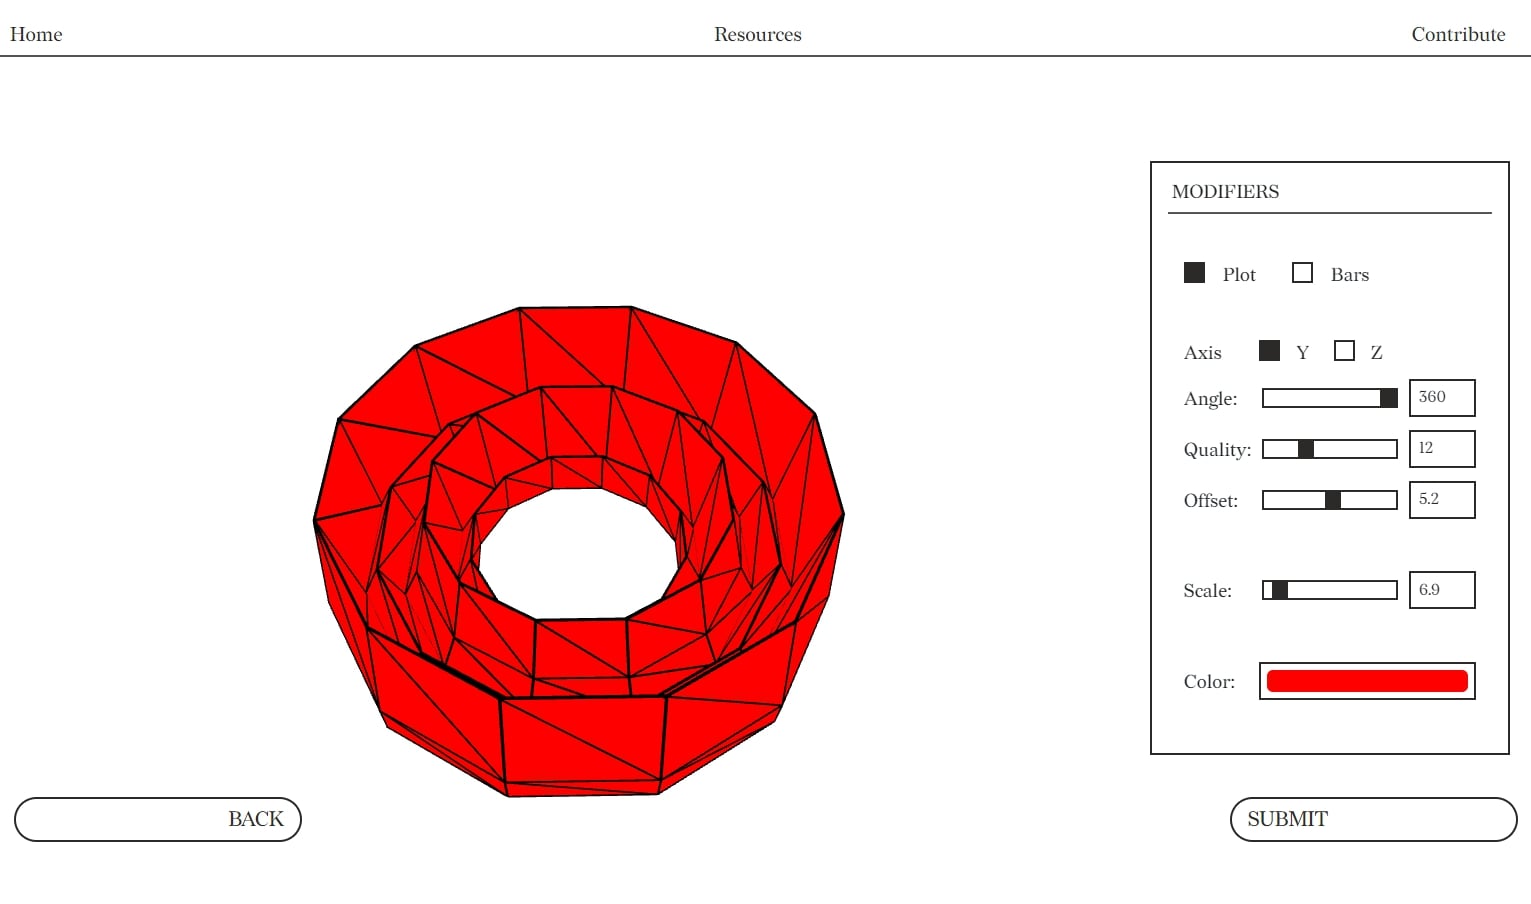 Home Resources Contribute
MODIFIERS
Plot Bars
Axis Y Z
Angle: 360
Quality: 12
Offset: 5.2
Scale: 6.9
Color:
BACK SUBMIT